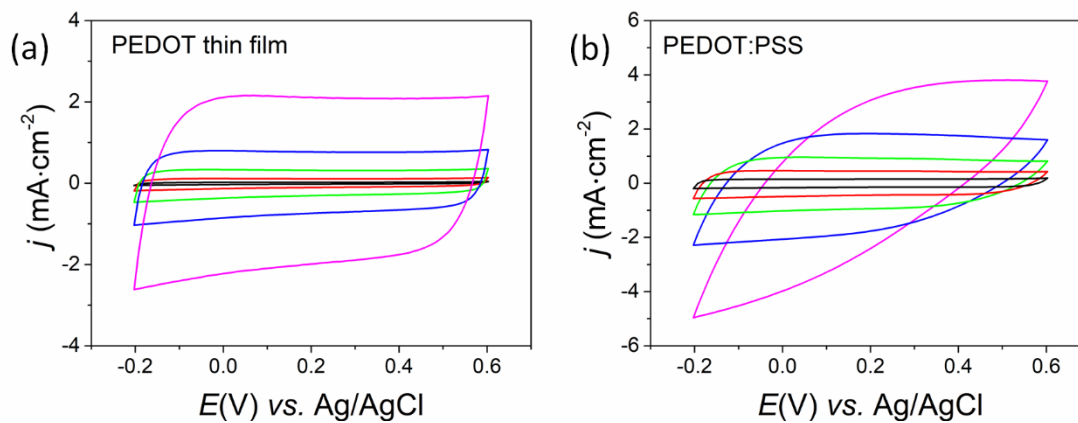 (a)
PEDOT thin film
4
2
0
-2
-4
j (mA·cm-2)
-0.2 0.0 0.2 0.4 0.6
E(V) vs. Ag/AgCl
(b)
PEDOT:PSS
6
4
2
0
-2
-4
-6
j (mA·cm-2)
-0.2 0.0 0.2 0.4 0.6
E(V) vs. Ag/AgCl